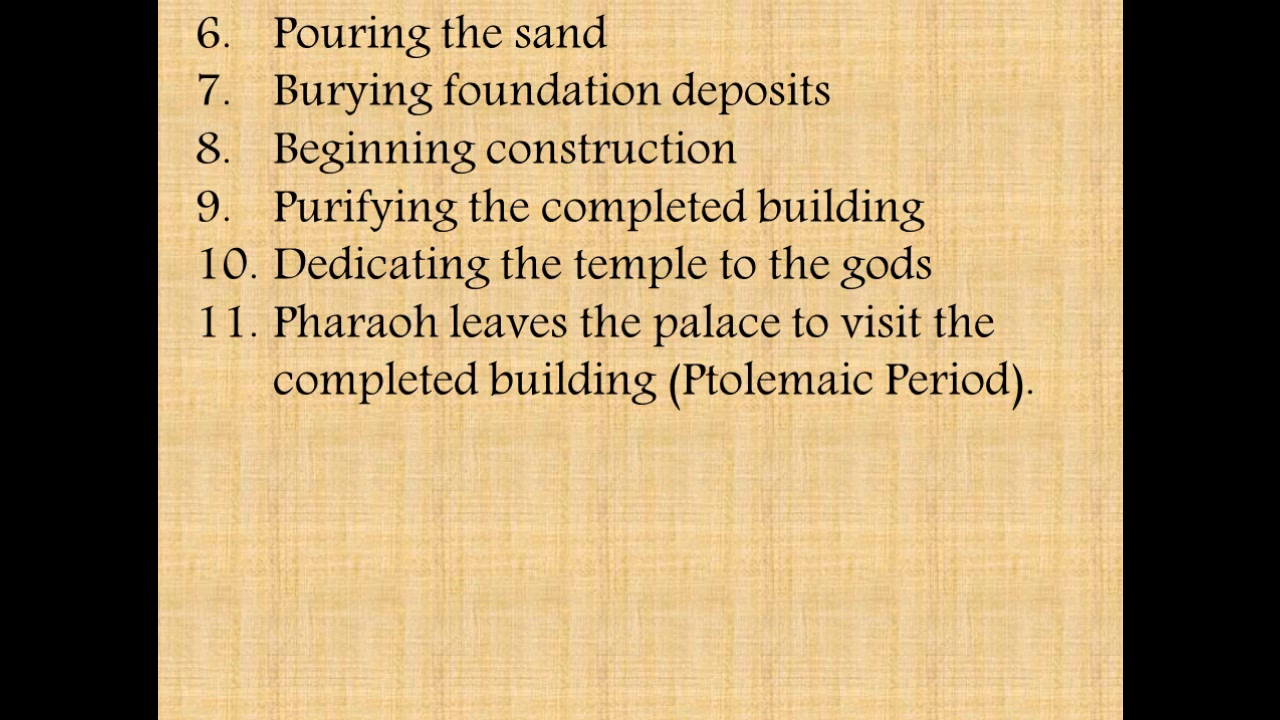 6. Pouring the sand
7. Burying foundation deposits
8. Beginning construction
9. Purifying the completed building
10. Dedicating the temple to the gods
11. Pharaoh leaves the palace to visit the
completed building (Ptolemaic Period).